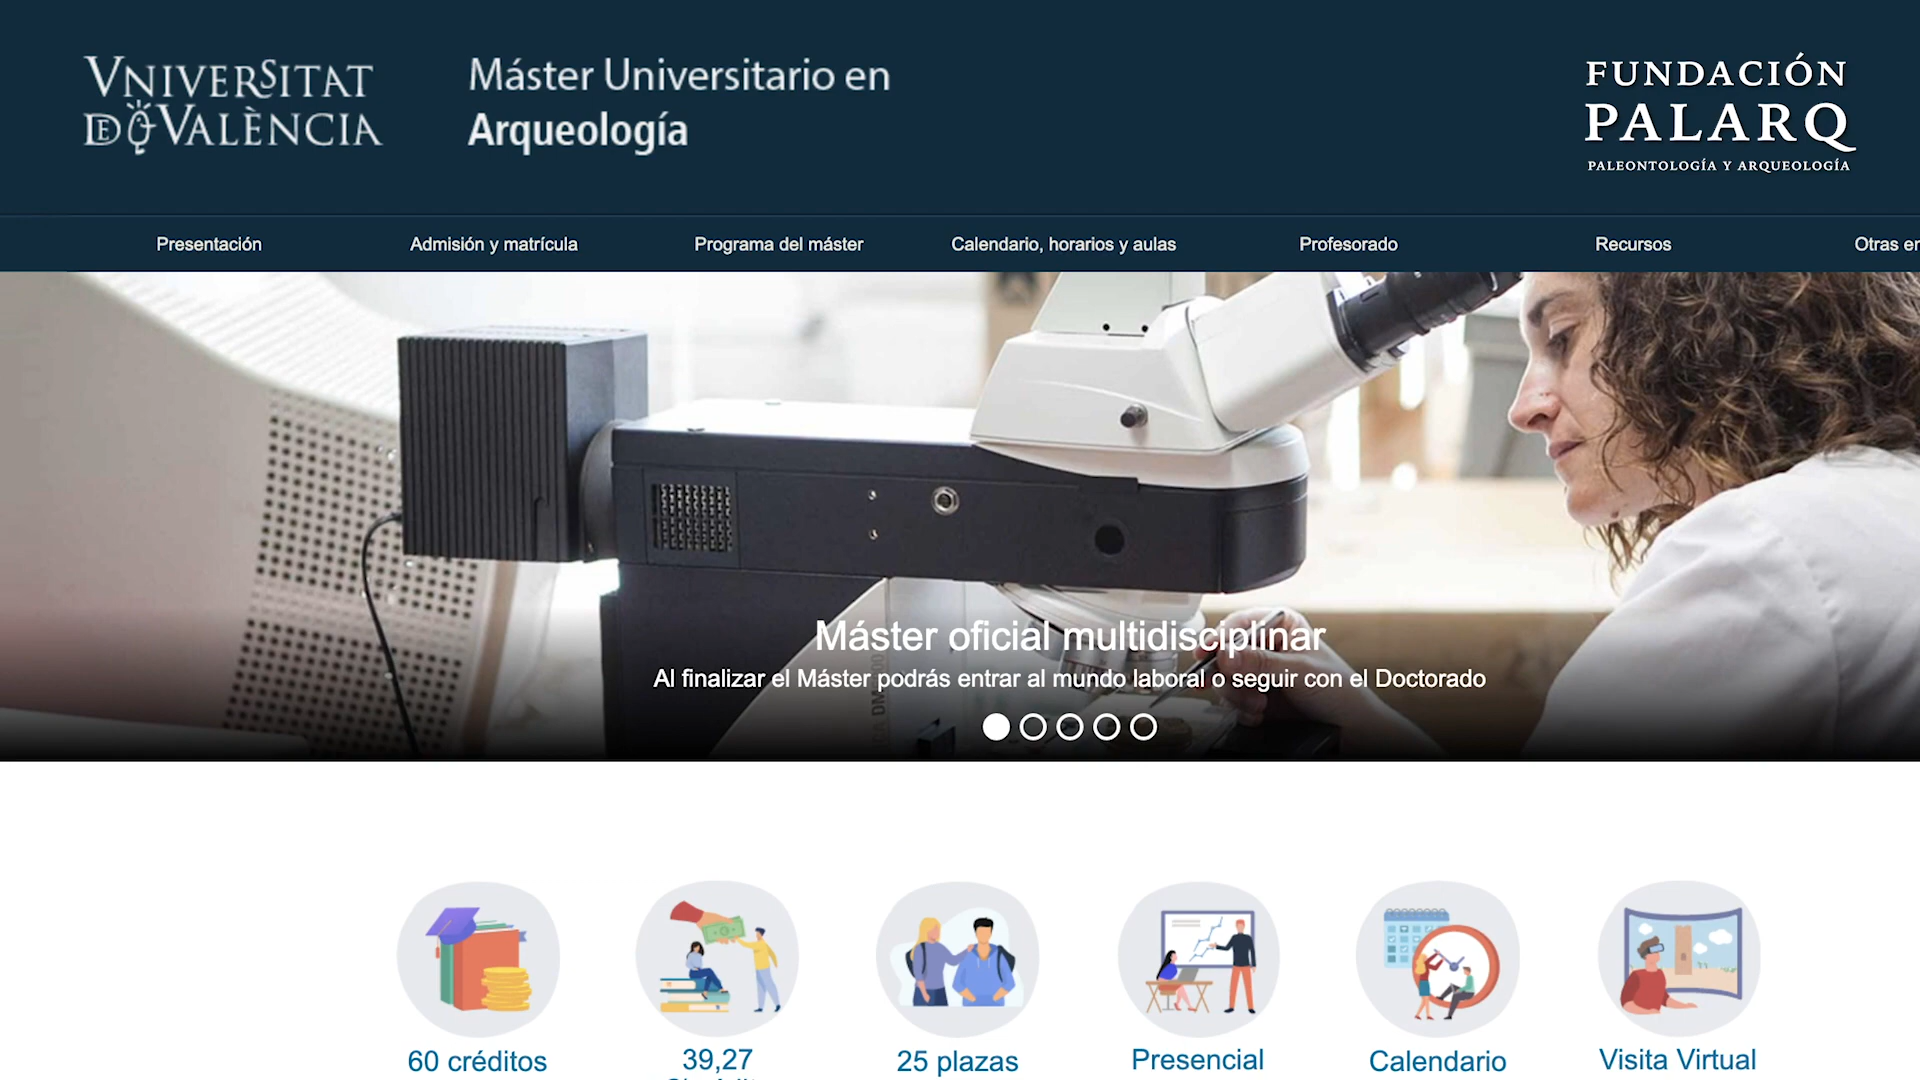 VNIVERSITAT
DE VALÈNCIA
Máster Universitario en
Arqueología
FUNDACIÓN
PALARQ
PALEONTOLOGÍA Y ARQUEOLOGÍA
Presentación
Admisión y matrícula
Programa del máster
Calendario, horarios y aulas
Profesorado
Recursos
Otras
Máster oficial multidisciplinar
Al finalizar el Máster podrás entrar al mundo laboral o seguir con el Doctorado
60 créditos
39,27
25 plazas
Presencial
Calendario
Visita Virtual